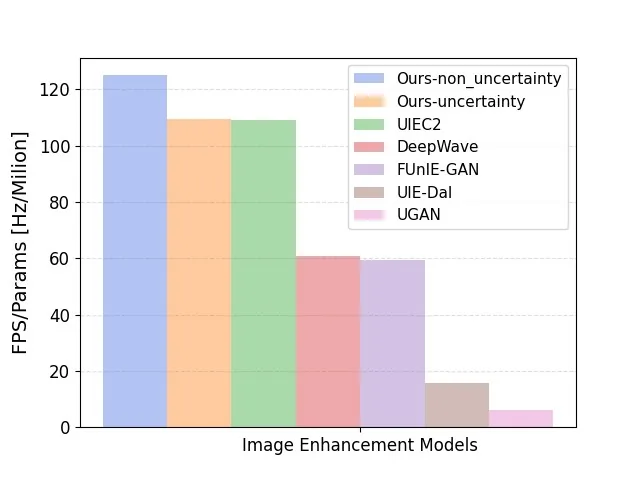 FPS/Params [Hz/Milion]
120
100
80
60
40
20
0
Ours-non_uncertainty
Ours-uncertainty
UIEC2
DeepWave
FUnIE-GAN
UIE-Dal
UGAN
Image Enhancement Models